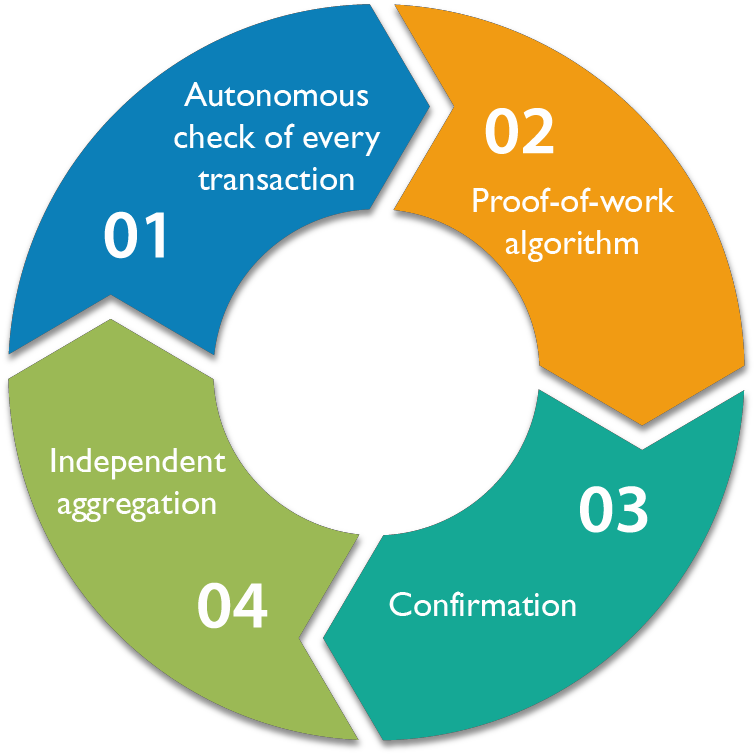 Autonomous
check of every
transaction
01
02
Proof-of-work
algorithm
03
Confirmation
Independent
aggregation
04